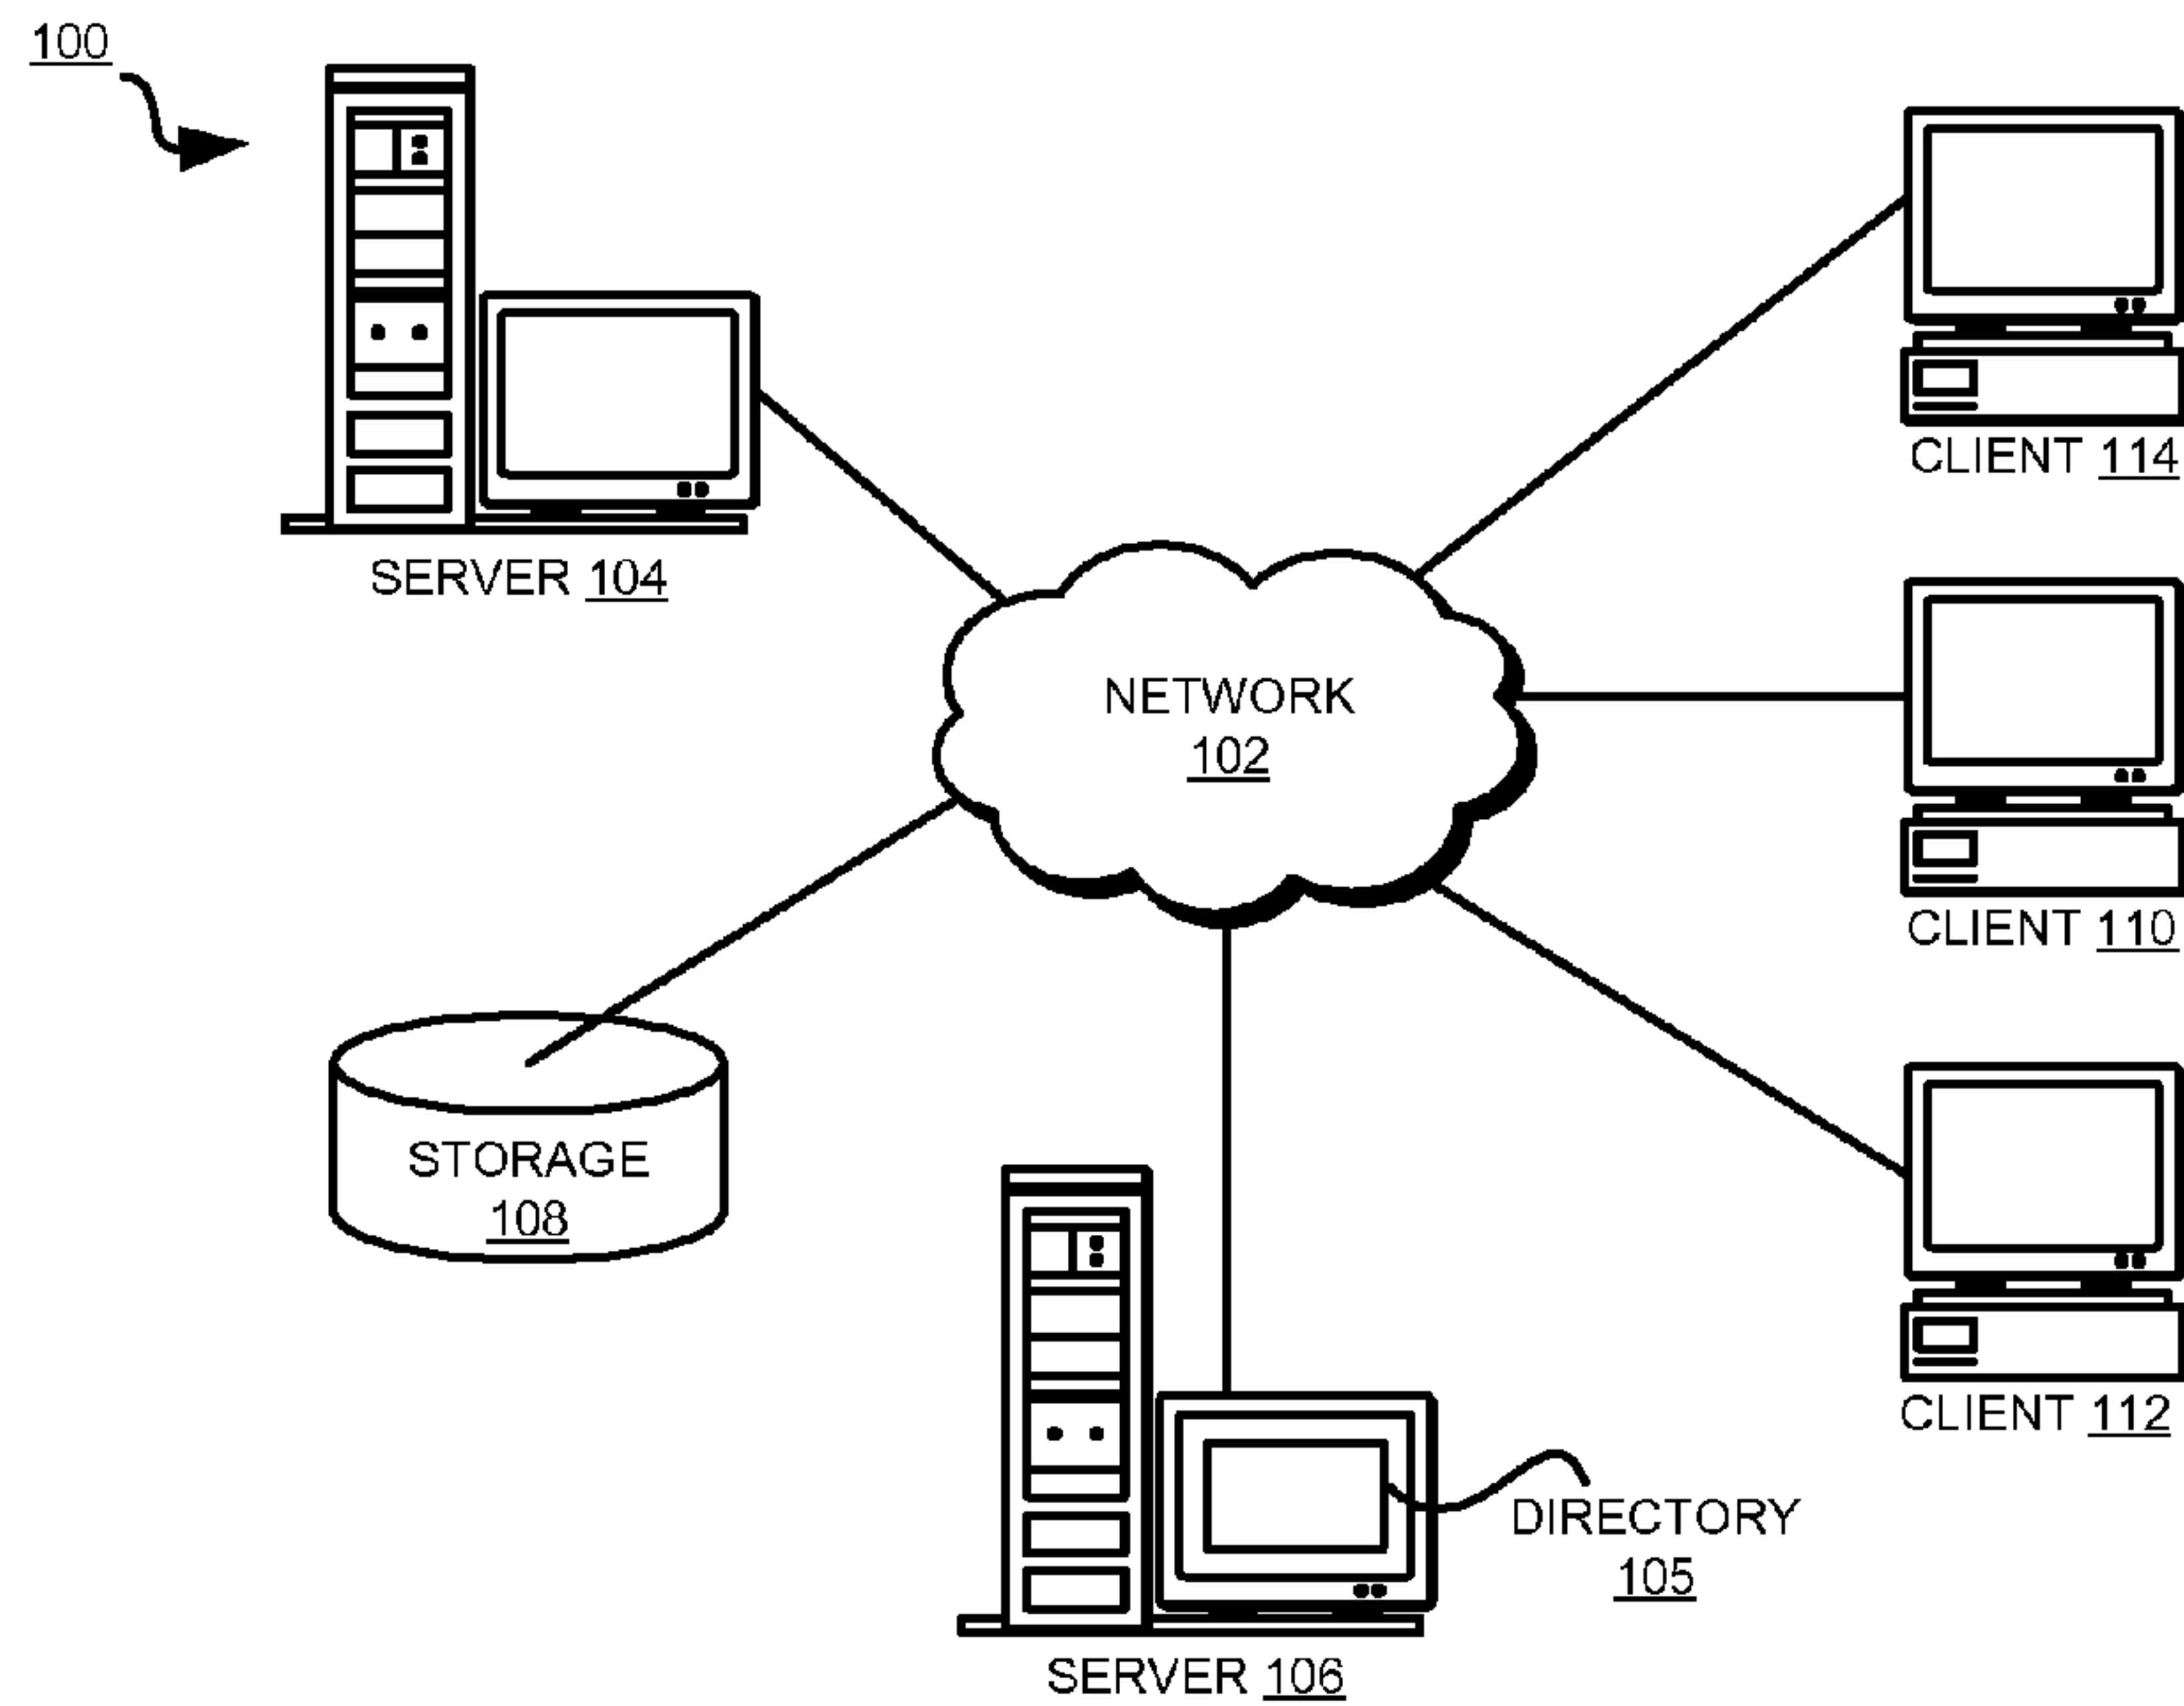 100
CLIENT 114
SERVER 104
NETWORK
102
CLIENT 110
STORAGE
108
CLIENT 112
DIRECTORY
105
SERVER 106